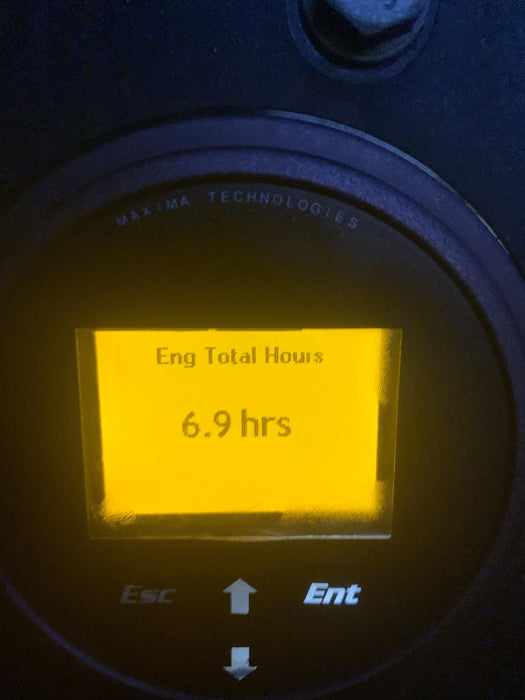 MAXIMA TECHNOLOGIES
Eng Total Hours
6.9 hrs
Esc
Ent